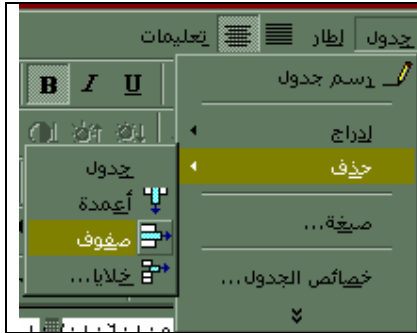 جدول إطار تعليمات
B I U
رسم جدول
إدراج
حذف
صيغة...
خصائص الجدول...
جدول
أعمدة
صفوف
خلايا...